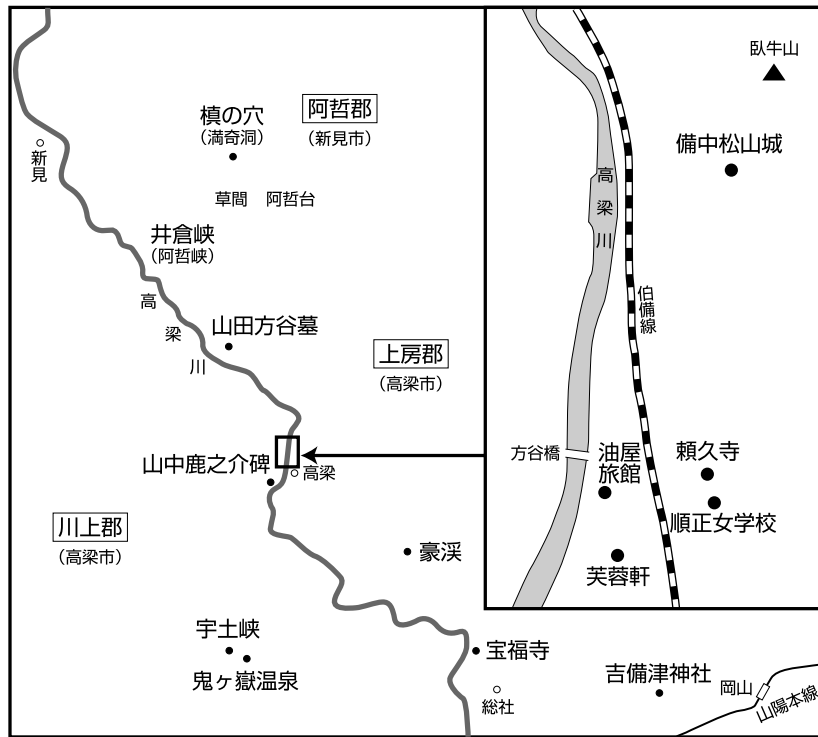 槙の穴
（満奇洞）
阿哲郡
（新見市）
新見
草間 阿哲台
井倉峡
（阿哲峡）
高梁川
山田方谷墓
上房郡
（高梁市）
山中鹿之介碑
高梁
川上郡
（高梁市）
豪渓
宇土峡
鬼ヶ嶽温泉
宝福寺
総社
吉備津神社
岡山
山陽本線
臥牛山
備中松山城
高梁川
伯備線
方谷橋
油屋
旅館
頼久寺
順正女学校
芙蓉軒